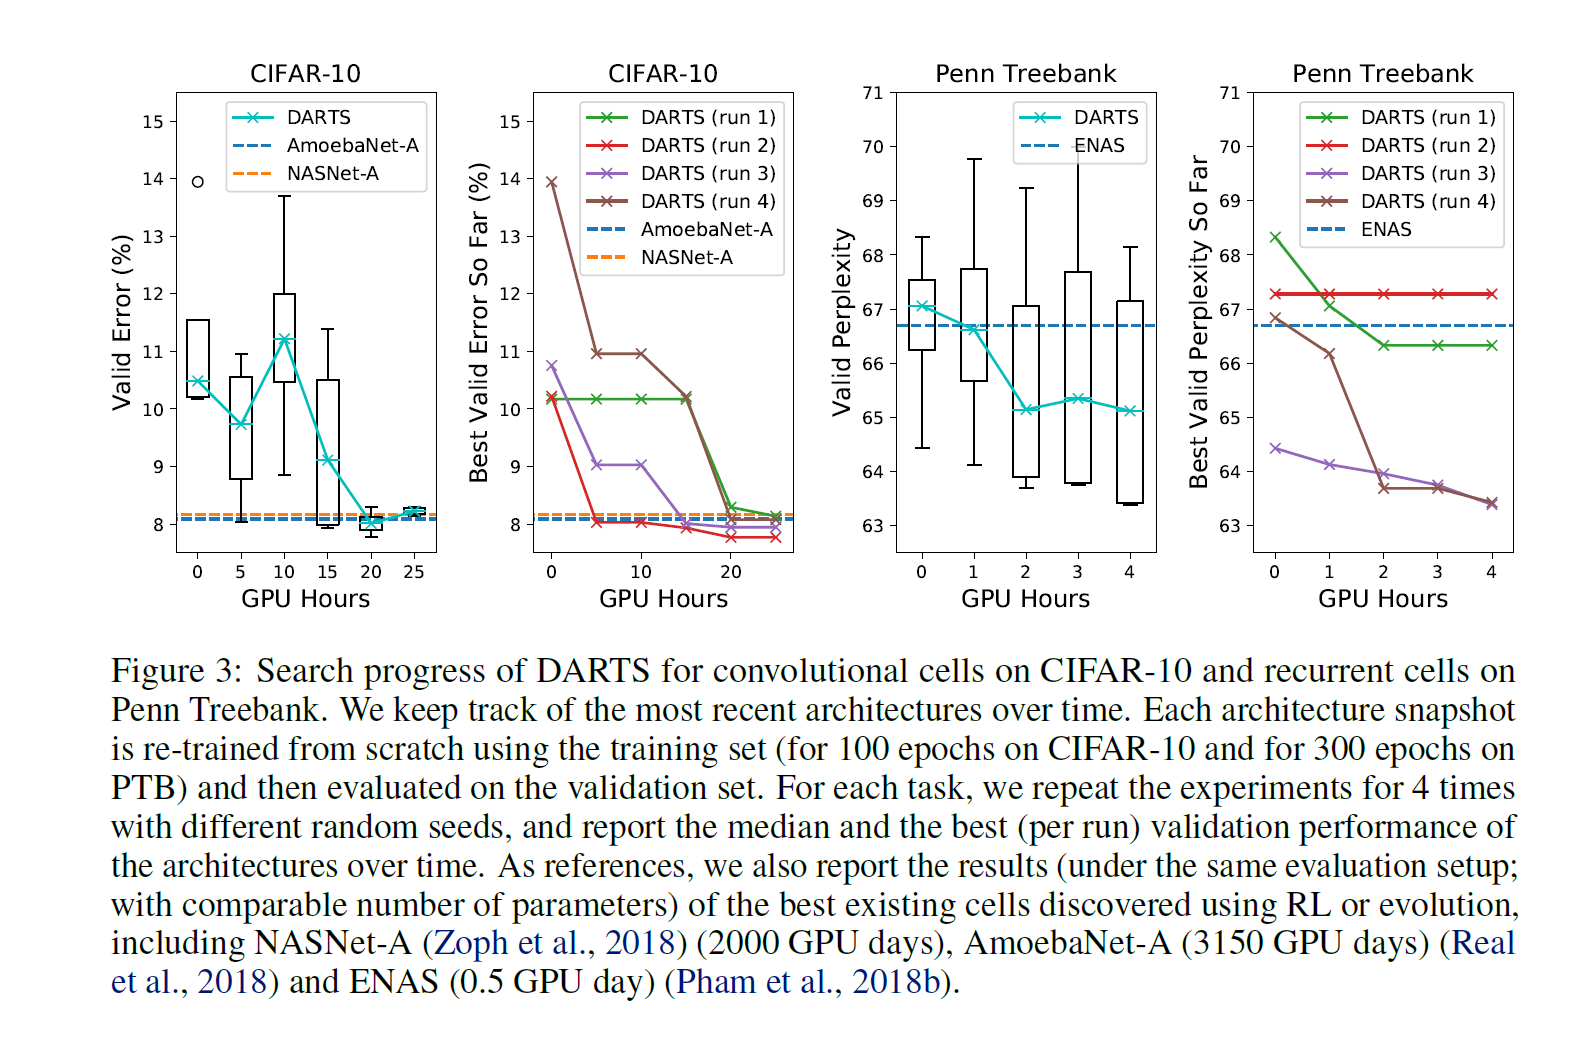 CIFAR-10
Valid Error (%)
15
14
13
12
11
10
9
8
DARTS
AmoebaNet-A
NASNet-A
0 5 10 15 20 25
GPU Hours
CIFAR-10
Best Valid Error So Far (%)
15
14
13
12
11
10
9
8
DARTS (run 1)
DARTS (run 2)
DARTS (run 3)
DARTS (run 4)
AmoebaNet-A
NASNet-A
0 10 20
GPU Hours
Penn Treebank
Valid Perplexity
71
70
69
68
67
66
65
64
63
DARTS
ENAS
0 1 2 3 4
GPU Hours
Penn Treebank
Best Valid Perplexity So Far
71
70
69
68
67
66
65
64
63
DARTS (run 1)
DARTS (run 2)
DARTS (run 3)
DARTS (run 4)
ENAS
0 1 2 3 4
GPU Hours
Figure 3: Search progress of DARTS for convolutional cells on CIFAR-10 and recurrent cells on
Penn Treebank. We keep track of the most recent architectures over time. Each architecture snapshot
is re-trained from scratch using the training set (for 100 epochs on CIFAR-10 and for 300 epochs on
PTB) and then evaluated on the validation set. For each task, we repeat the experiments for 4 times
with different random seeds, and report the median and the best (per run) validation performance of
the architectures over time. As references, we also report the results (under the same evaluation setup;
with comparable number of parameters) of the best existing cells discovered using RL or evolution,
including NASNet-A (Zoph et al., 2018) (2000 GPU days), AmoebaNet-A (3150 GPU days) (Real
et al., 2018) and ENAS (0.5 GPU day) (Pham et al., 2018b).